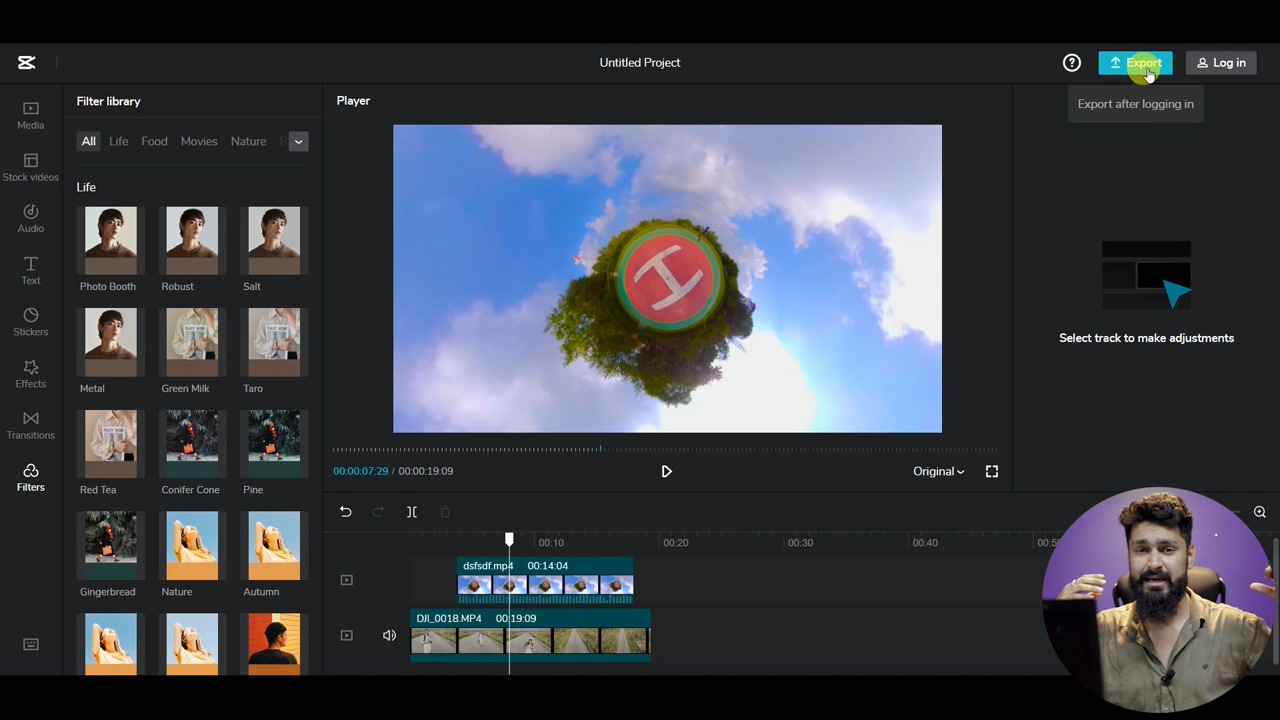 Untitled Project
Export
Log in
Export after logging in
Media
Stock videos
Audio
Text
Stickers
Effects
Transitions
Filters
Filter library
All Life Food Movies Nature
Life
Photo Booth Robust Salt
Metal Green Milk Taro
Red Tea Conifer Cone Pine
Gingerbread Nature Autumn
Player
H
00:00:07:29 / 00:00:19:09
Original
Select track to make adjustments
00:10 00:20 00:30 00:40 00:50
dsfsdf.mp4 00:14:04
DJI_0018.MP4 00:19:09